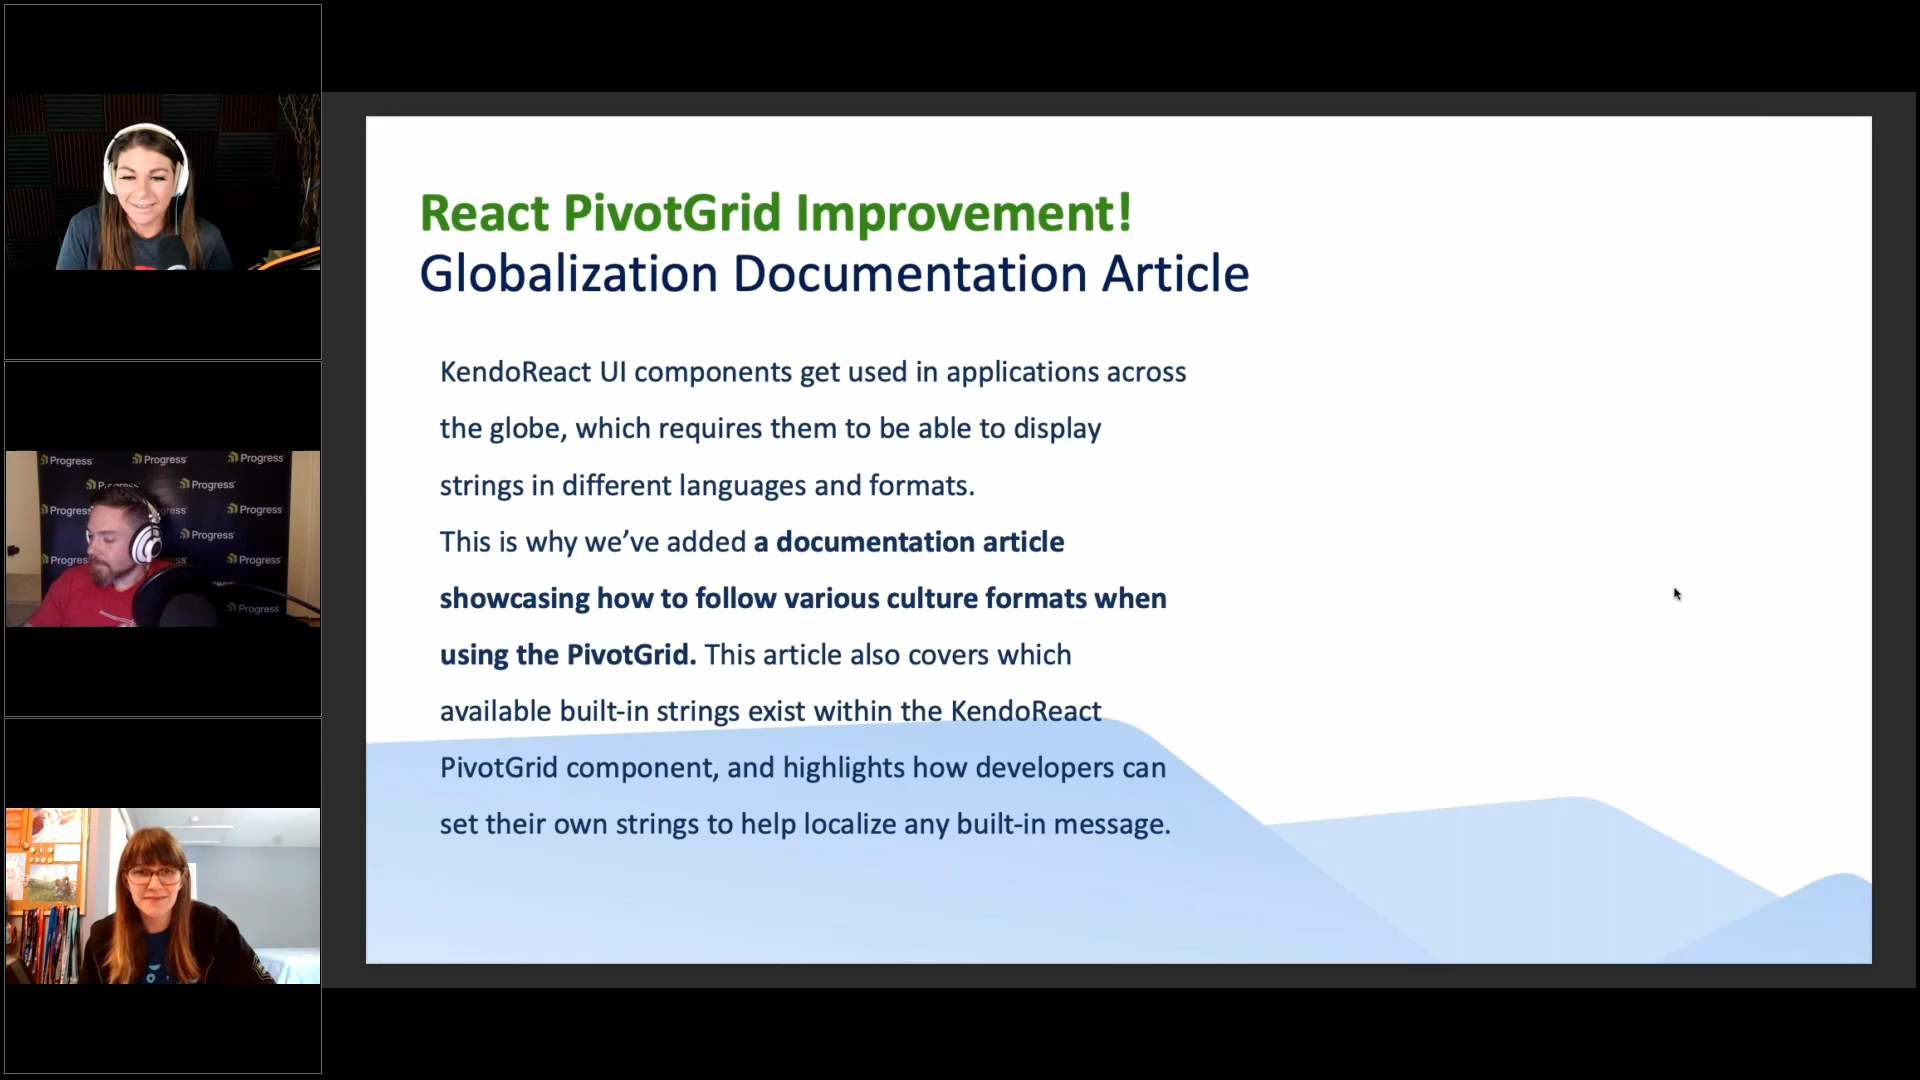 React PivotGrid Improvement!
Globalization Documentation Article
KendoReact UI components get used in applications across
the globe, which requires them to be able to display
strings in different languages and formats.
This is why we’ve added a documentation article
showcasing how to follow various culture formats when
using the PivotGrid. This article also covers which
available built-in strings exist within the KendoReact
PivotGrid component, and highlights how developers can
set their own strings to help localize any built-in message.
Progress Progress Progress
Progress Progress
Progress Progress
Progress
Progress Progress
Progress